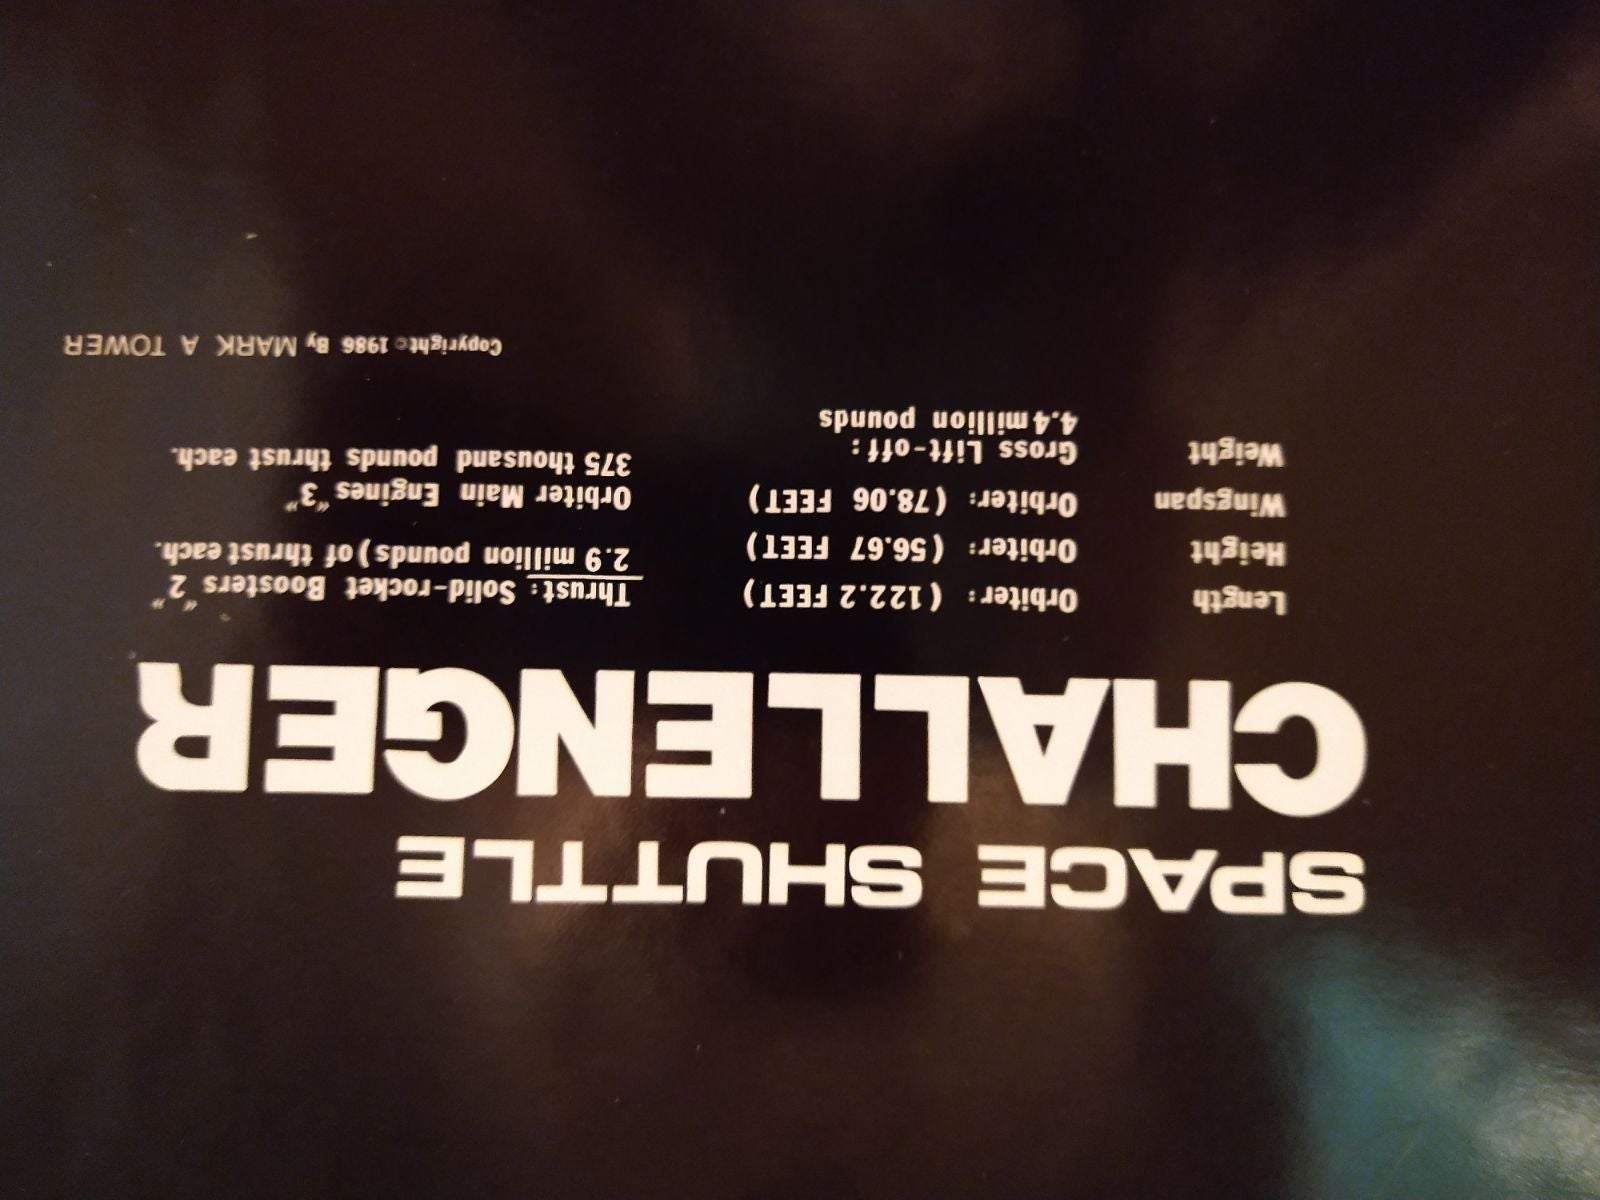 SPACE SHUTTLE
CHALLENGER
Length Orbiter: (122.2 FEET)
Height Orbiter: (56.67 FEET)
Wingspan Orbiter: (78.06 FEET)
Weight Gross Lift-off:
4.4 million pounds
Thrust: Solid-rocket Boosters "2"
2.9 million pounds) of thrust each.
Orbiter Main Engines "3"
375 thousand pounds thrust each.
Copyright © 1986 By MARK A TOWER